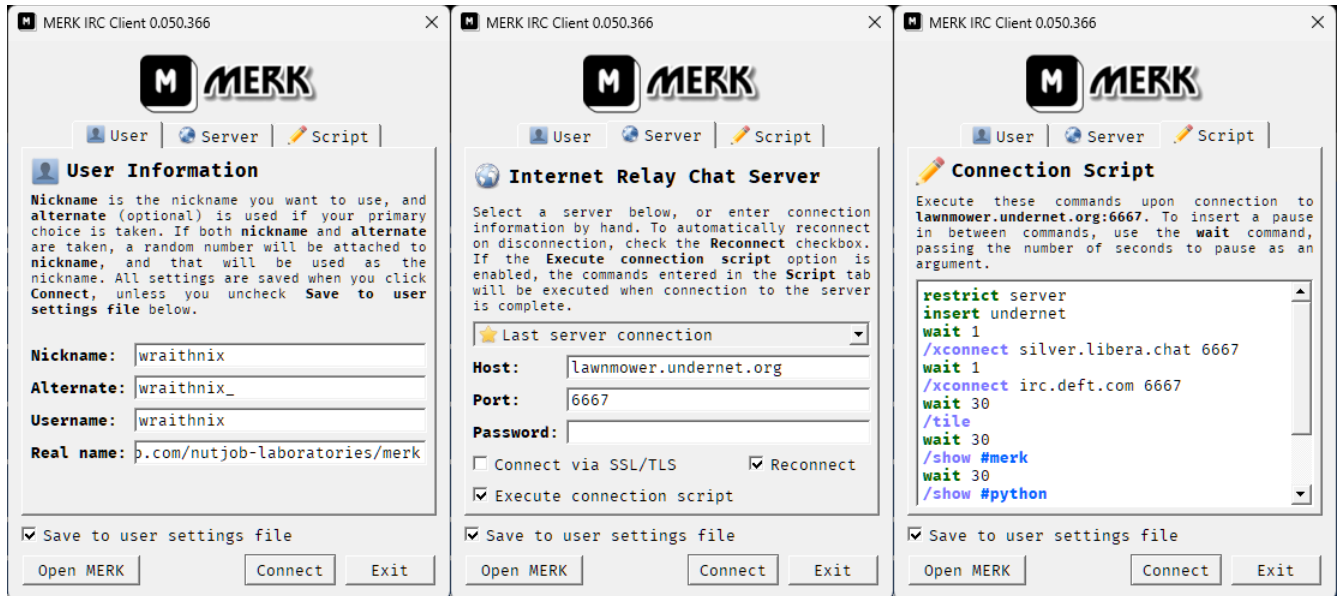 MERK IRC Client 0.050.366
M MERK
User
Server
Script
User Information
Nickname is the nickname you want to use, and
alternate (optional) is used if your primary
choice is taken. If both nickname and alternate
are taken, a random number will be attached to
nickname, and that will be used as the
nickname. All settings are saved when you click
Connect, unless you uncheck Save to user
settings file below.
Nickname: wraithnix
Alternate: wraithnix_
Username: wraithnix
Real name: o.com/nutjob-laboratories/merk
Save to user settings file
Open MERK
Connect
Exit
MERK IRC Client 0.050.366
M MERK
User
Server
Script
Internet Relay Chat Server
Select a server below, or enter connection
information by hand. To automatically reconnect
on disconnection, check the Reconnect checkbox.
If the Execute connection script option is
enabled, the commands entered in the Script tab
will be executed when connection to the server
is complete.
Last server connection
Host: lawnmower.undernet.org
Port: 6667
Password:
Connect via SSL/TLS
Reconnect
Execute connection script
Save to user settings file
Open MERK
Connect
Exit
MERK IRC Client 0.050.366
M MERK
User
Server
Script
Connection Script
Execute these commands upon connection to
lawnmower.undernet.org:6667. To insert a pause
in between commands, use the wait command,
passing the number of seconds to pause as an
argument.
restrict server
insert undernet
wait 1
/xconnect silver.libera.chat 6667
wait 1
/xconnect irc.deft.com 6667
wait 30
/tile
wait 30
/show #merk
wait 30
/show #python
Save to user settings file
Open MERK
Connect
Exit